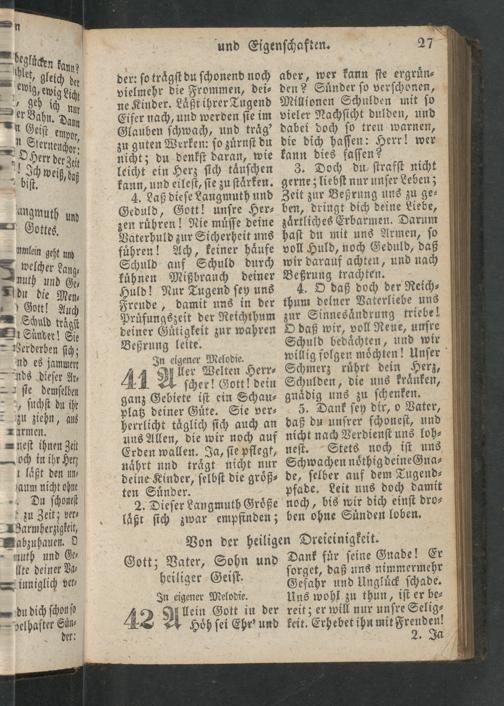 und Eigenschaften.
27
der: so trägst du schonend noch
vielmehr die Frommen, dei-
ne Kinder. Läßt ihrer Tugend
Eifer nach, und werden sie im
Glauben schwach, und träg'
zu guten Werken: so zürnst du
nicht; du denkst daran, wie
leicht ein Herz sich täuschen
kann, und eilest, sie zu stärken.
4. Laß diese Langmuth und
Geduld, Gott! unsre Her-
zen rühren! Nie müsse deine
Vaterhuld zur Sicherheit uns
führen! Ach, keiner häufe
Schuld auf Schuld durch
kühnen Mißbrauch deiner
Huld! Nur Tugend sey uns
Freude, damit uns in der
Prüfungszeit der Reichthum
deiner Gütigkeit zur wahren
Beßrung leite.
In eigener Melodie.
41 Aller Welten Herr-
scher! Gott! dein
ganz Gebiete ist ein Schau-
platz deiner Güte. Sie ver-
herrlicht täglich sich auch an
uns Allen, die wir noch auf
Erden wallen. Ja, sie pflegt,
nährt und trägt nicht nur
deine Kinder, selbst die größ-
ten Sünder.
2. Dieser Langmuth Größe
läßt sich zwar empfinden;
aber, wer kann sie ergrün-
den? Sünder so verschonen,
Millionen Schulden mit so
vieler Nachsicht dulden, und
dabei doch so treu warnen,
die dich hassen: Herr! wer
kann dies fassen?
3. Doch du strafst nicht
gerne; liebst nur unser Leben;
Zeit zur Beßrung uns zu ge-
ben, dringt dich deine Liebe,
zärtliches Erbarmen. Darum
hast du mit uns Armen, so
voll Huld, noch Geduld, daß
wir darauf achten, und nach
Beßrung trachten.
4. O daß doch der Reich-
thum deiner Vaterliebe uns
zur Sinnesändrung triebe!
O daß wir, voll Reue, unsre
Schuld bedächten, und wir
willig folgen möchten! Unser
Schmerz rührt dein Herz,
Schulden, die uns kränken,
gnädig uns zu schenken.
5. Dank sey dir, o Vater,
daß du unsrer schonest, und
nicht nach Verdienst uns loh-
nest. Stets noch ist uns
Schwachen nöthig deine Gna-
de, selber auf dem Tugend-
pfade. Leit uns doch damit
noch, bis wir dich einst dro-
ben ohne Sünden loben.
Von der heiligen Dreieinigkeit.
Gott; Vater, Sohn und
heiliger Geist.
In eigener Melodie.
42 Allein Gott in der
Höh sei Ehr' und
Dank für seine Gnade! Er
sorget, daß uns nimmermehr
Gefahr und Unglück schade.
Uns wohl zu thun, ist er be-
reit; er will nur unsre Selig-
keit. Erhebet ihn mit Freuden!
2. Ja